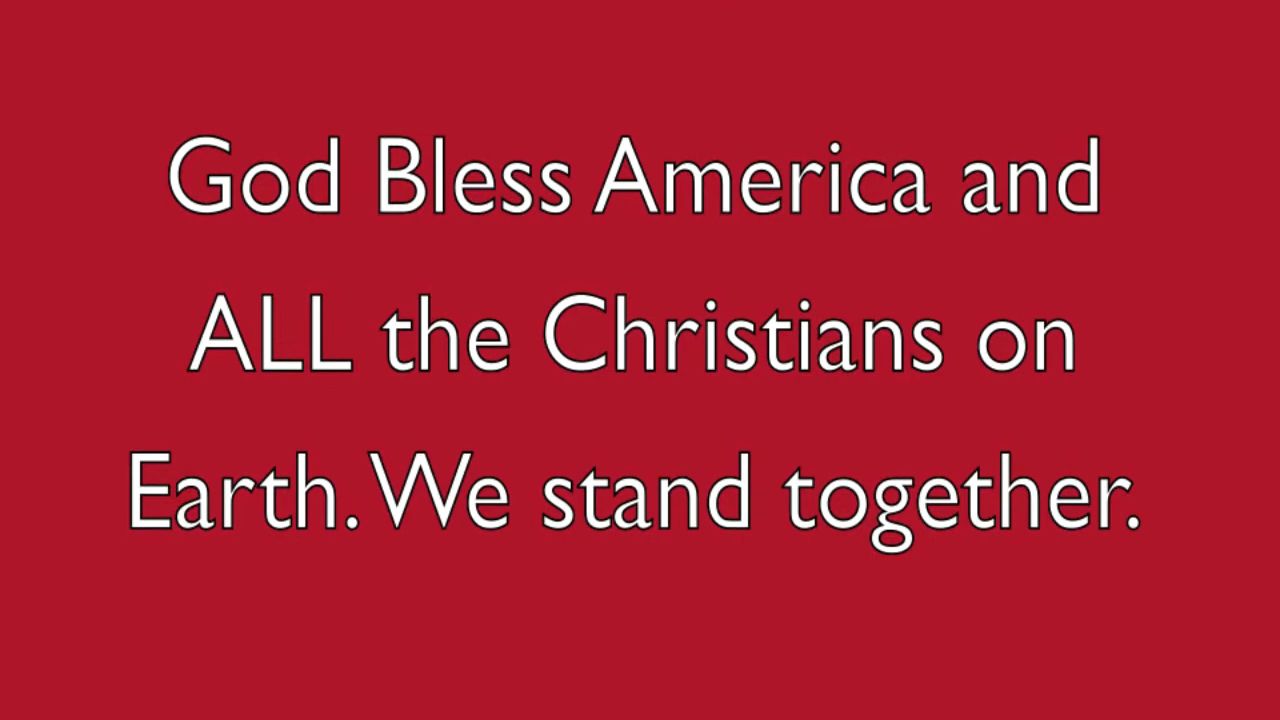 God Bless America and
ALL the Christians on
Earth. We stand together.